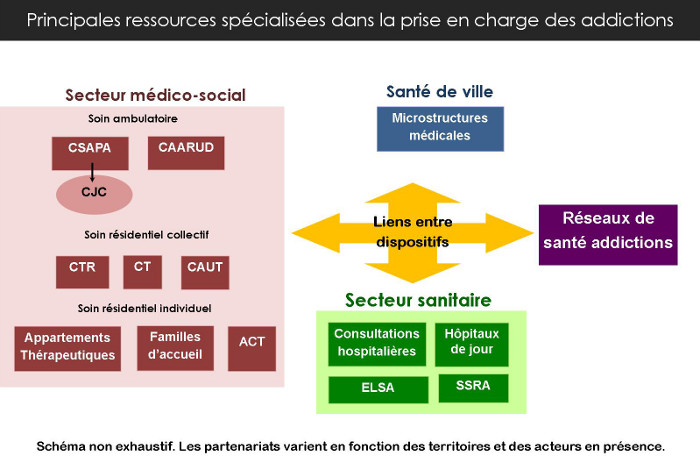 Principales ressources spécialisées dans la prise en charge des addictions
Secteur médico-social
Soin ambulatoire
CSAPA
CAARUD
CJC
Soin résidentiel collectif
CTR
CT
CAUT
Soin résidentiel individuel
Appartements
Thérapeutiques
Familles
d'accueil
ACT
Santé de ville
Microstructures
médicales
Liens entre
dispositifs
Réseaux de
santé addictions
Secteur sanitaire
Consultations
hospitalières
Hôpitaux
de jour
ELSA
SSRA
Schéma non exhaustif. Les partenariats varient en fonction des territoires et des acteurs en présence.